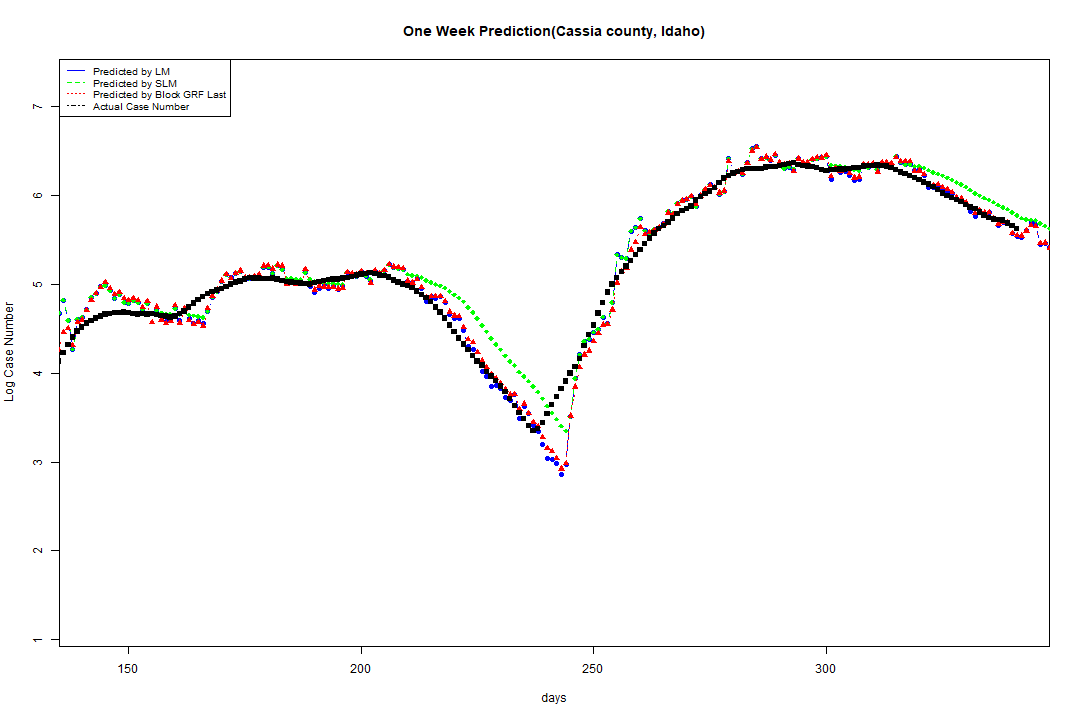 One Week Prediction(Cassia county, Idaho)
Predicted by LM
Predicted by SLM
Predicted by Block GRF Last
Actual Case Number
7
6
5
4
3
2
1
Log Case Number
150 200 250 300
days